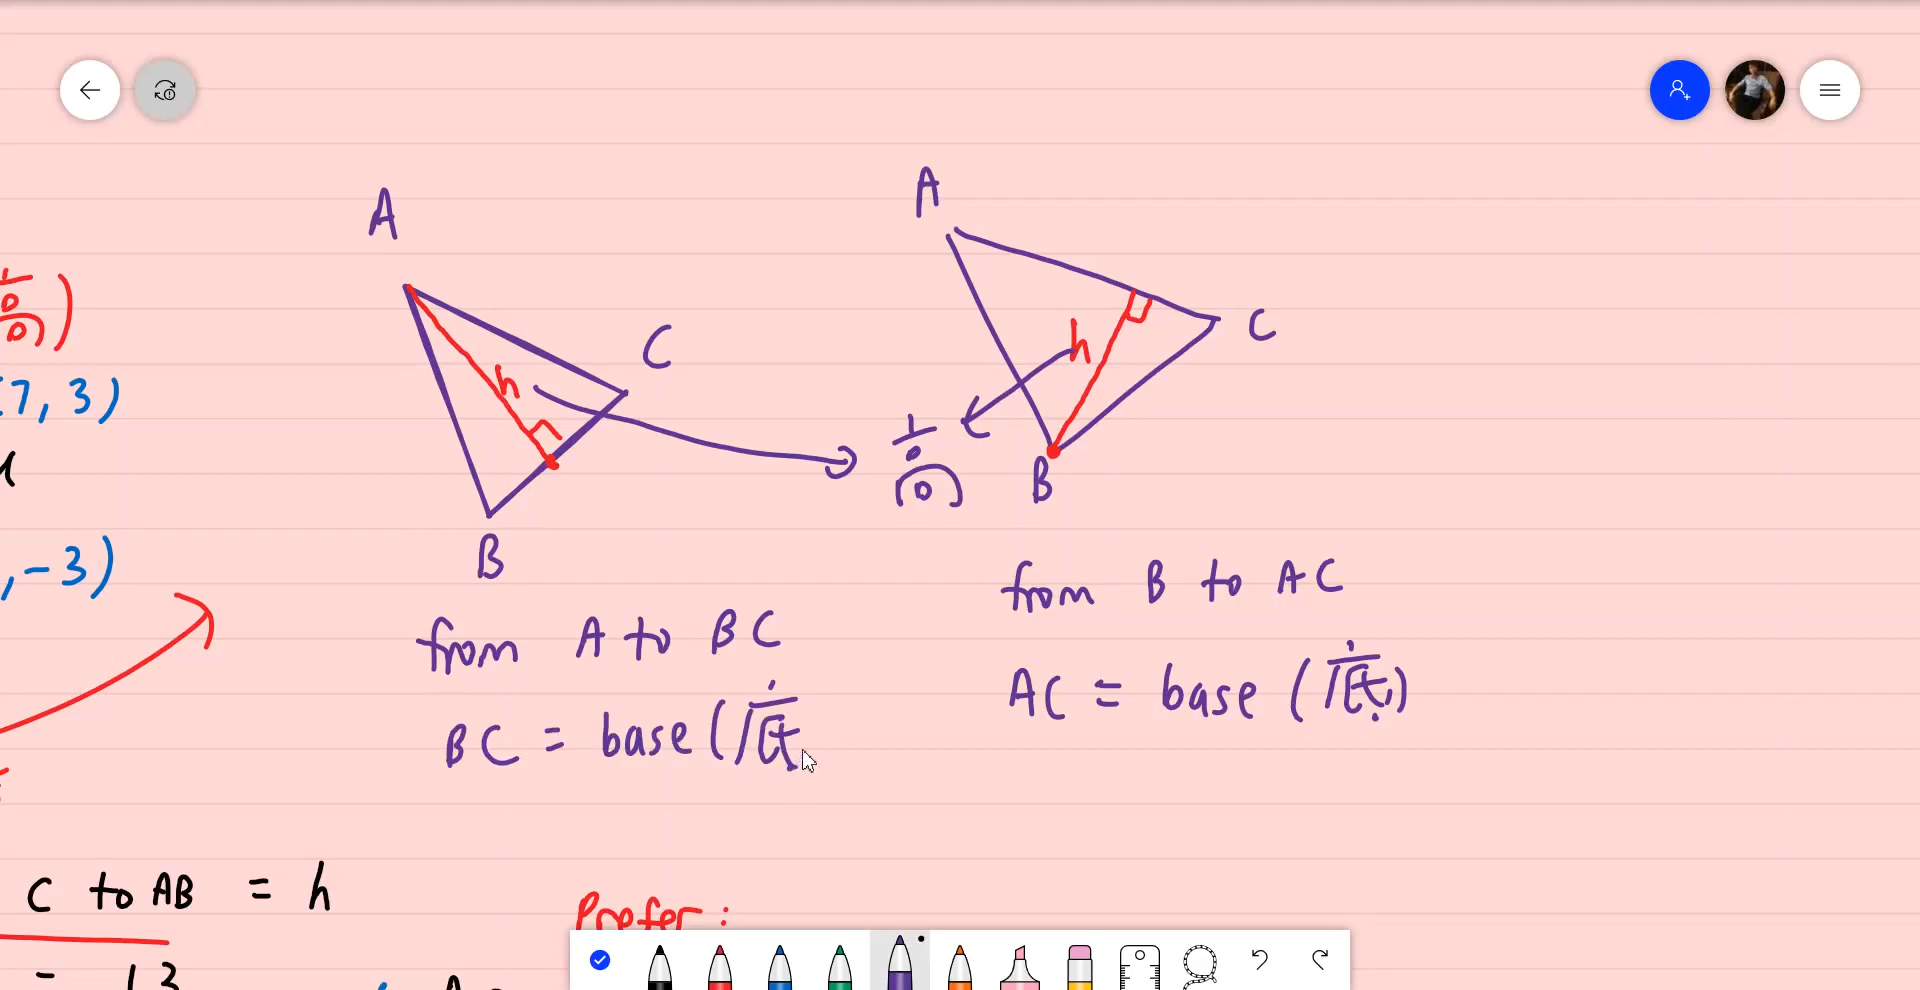 A
A
C
C
h
h
7, 3)
高
B
B
, -3)
from A to BC
from B to AC
BC = base (底
AC = base (底)
C to AB = h
Prefer :
= 13